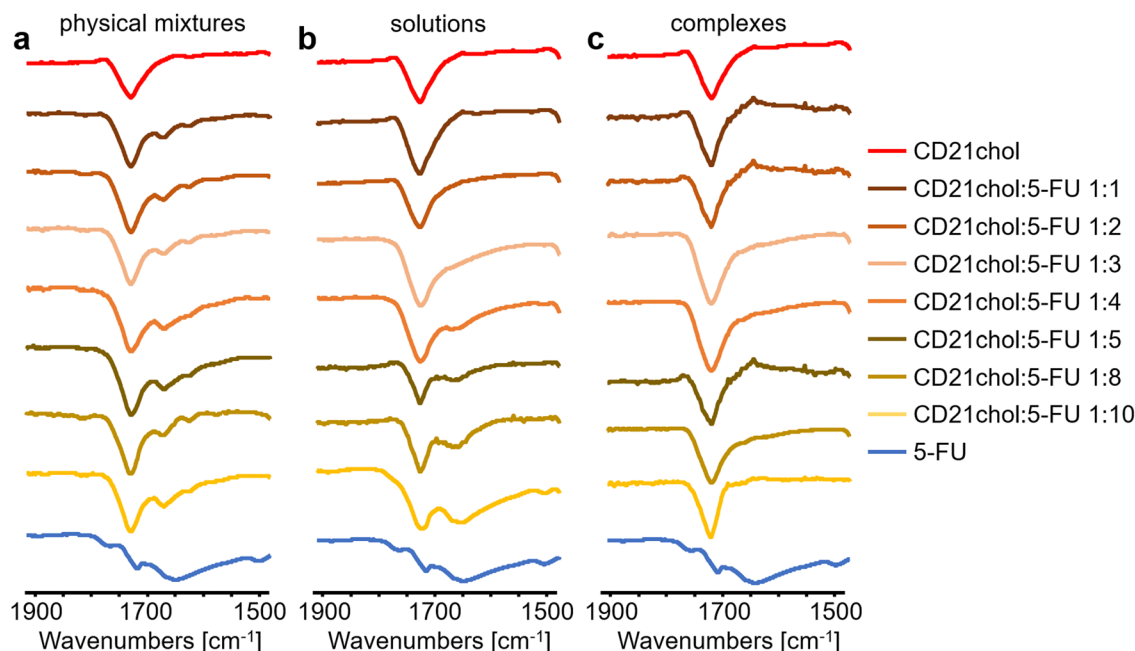 a physical mixtures
b solutions
c complexes
CD21chol
CD21chol:5-FU 1:1
CD21chol:5-FU 1:2
CD21chol:5-FU 1:3
CD21chol:5-FU 1:4
CD21chol:5-FU 1:5
CD21chol:5-FU 1:8
CD21chol:5-FU 1:10
5-FU
1900 1700 1500
1900 1700 1500
1900 1700 1500
Wavenumbers [cm⁻¹]
Wavenumbers [cm⁻¹]
Wavenumbers [cm⁻¹]